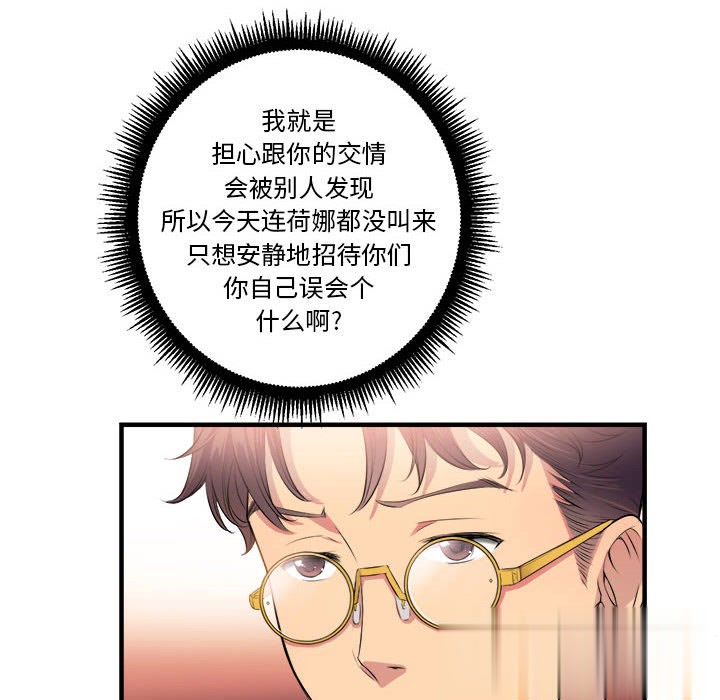 我就是
担心跟你的交情
会被别人发现
所以今天连荷娜都没叫来
只想安静地招待你们
你自己误会个
什么啊?